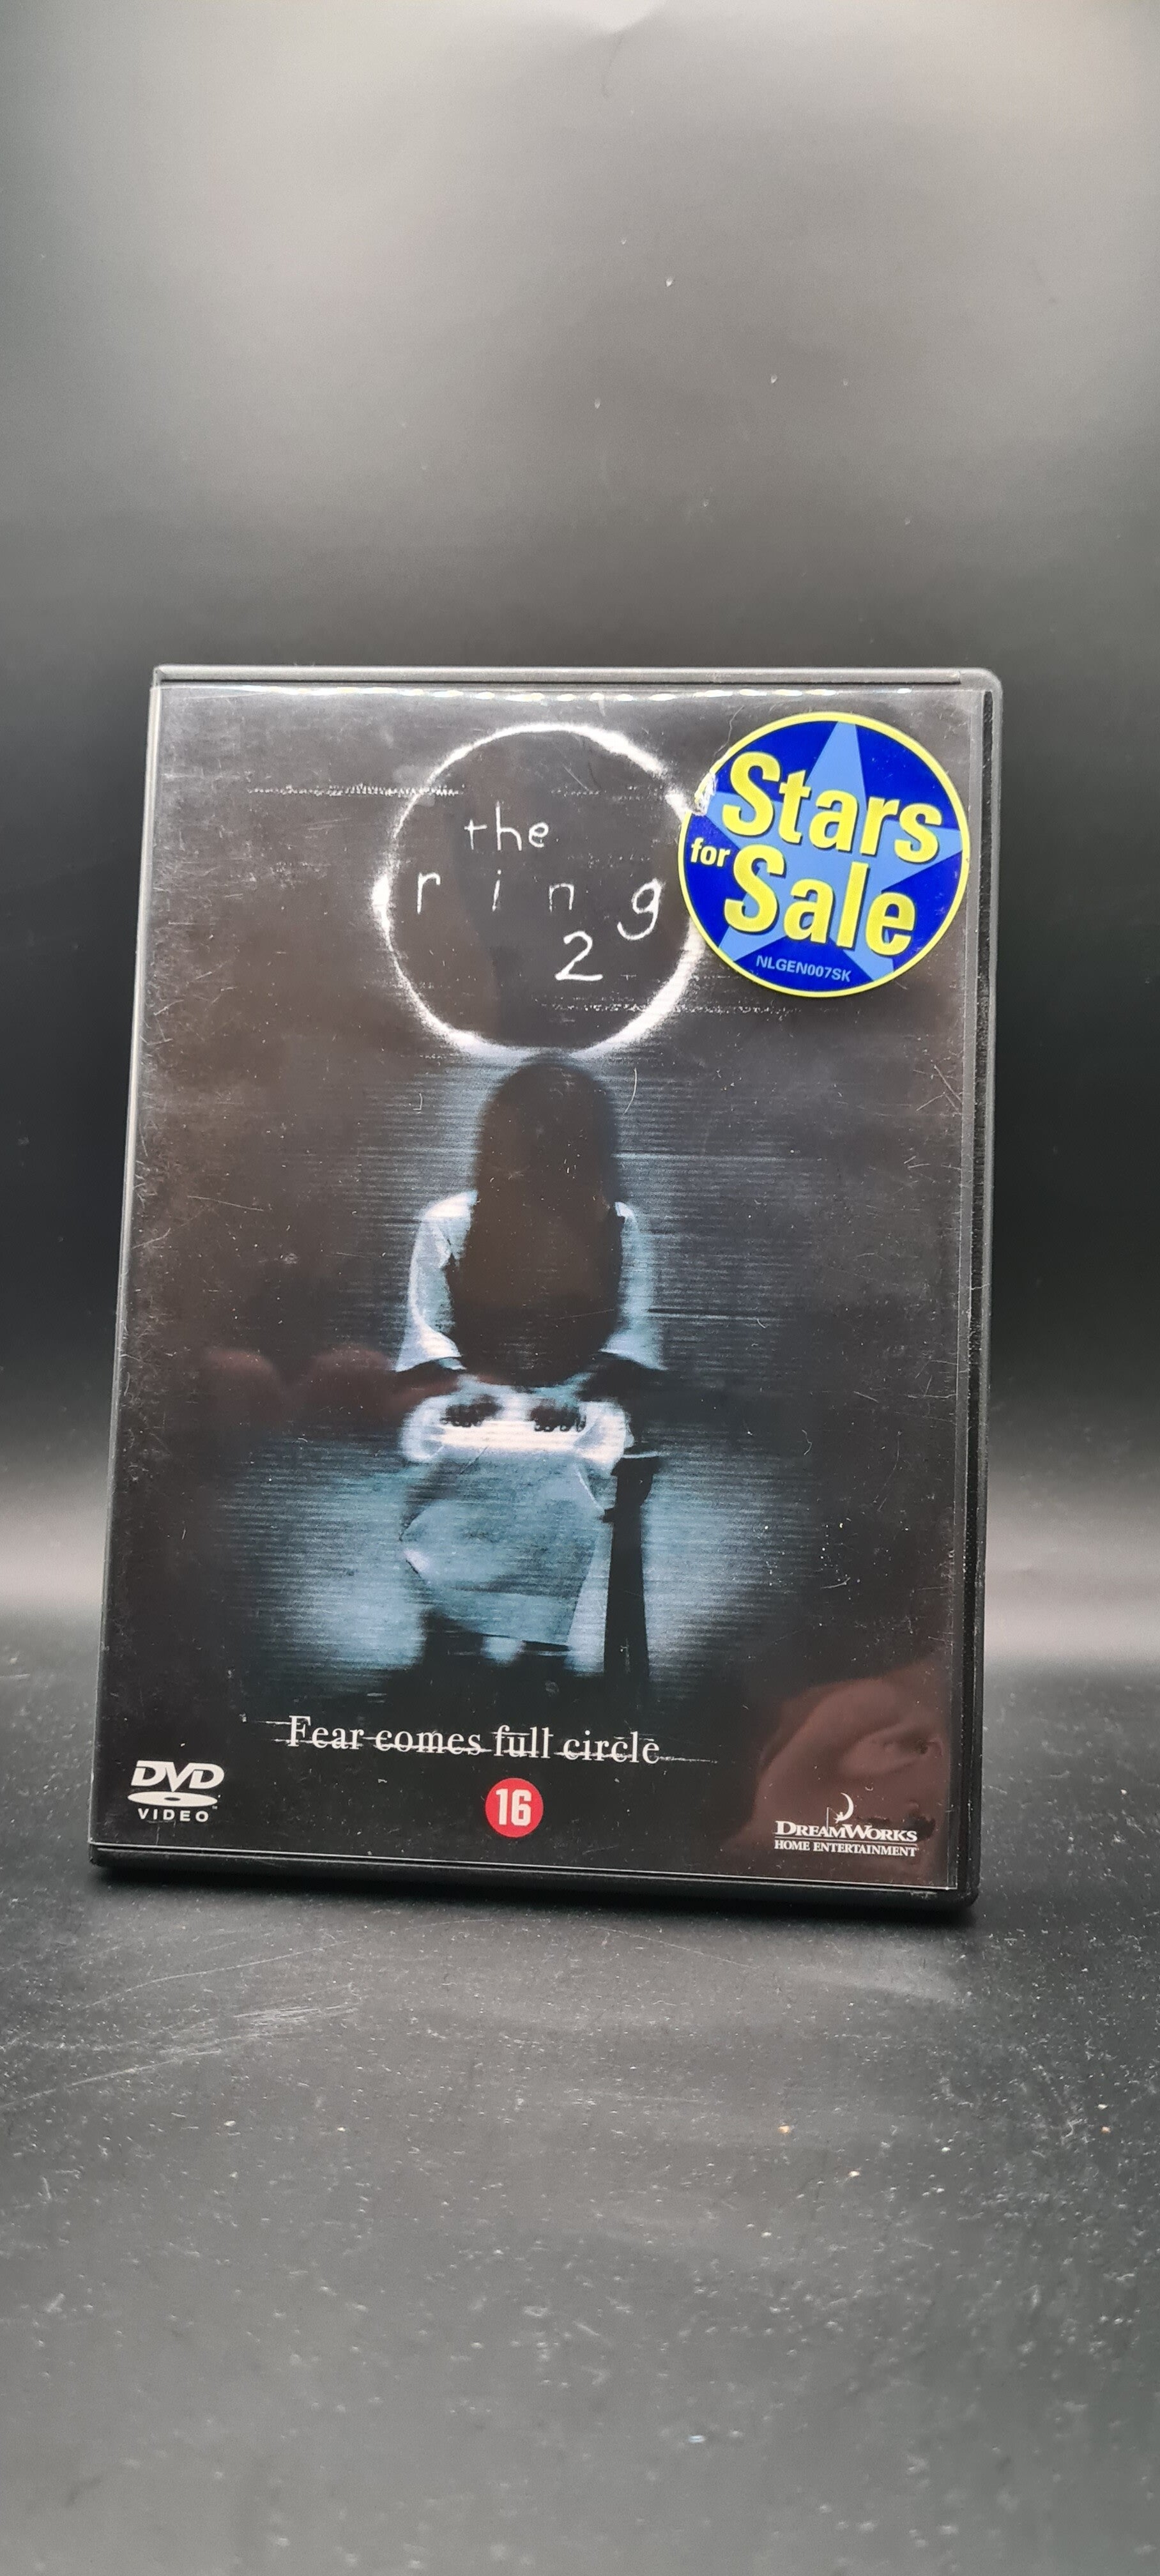 the
ring
2
Stars
for
Sale
NLGEN007SK
Fear comes full circle
DVD
VIDEO
16
DREAMWORKS
HOME ENTERTAINMENT